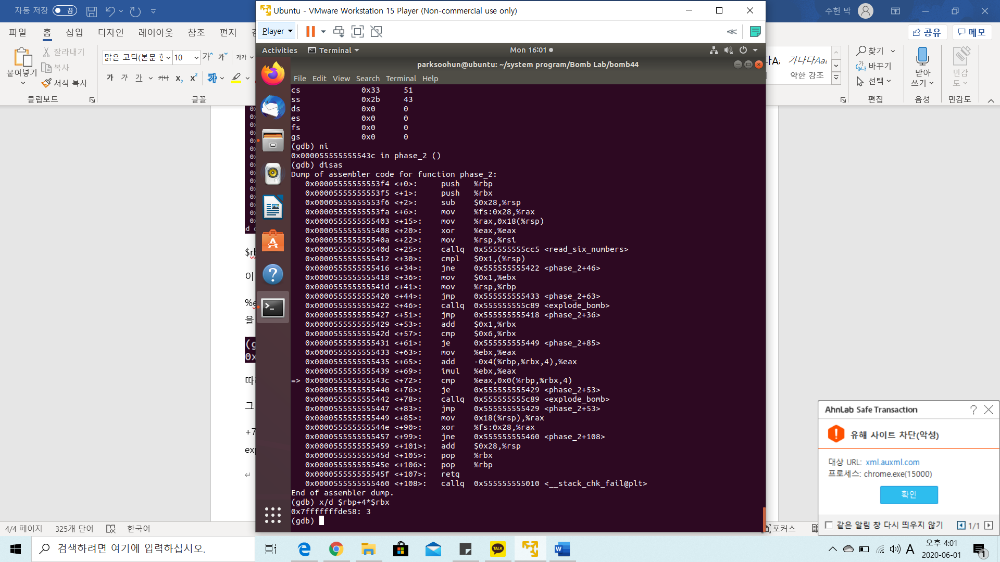 자동 저장 끔
Ubuntu - VMware Workstation 15 Player (Non-commercial use only)
수헌 박
파일 홈 삽입 디자인 레이아웃 참조 편지
Player
공유 메모
Activities Terminal Mon 16:01
parksoohun@ubuntu: ~/system program/Bomb Lab/bomb44
File Edit View Search Terminal Help
붙여넣기
잘라내기
복사
서식 복사
클립보드
맑은 고딕(본문 한 10
글꼴
가나다AaI
약한 강조
찾기
바꾸기
선택
편집
받아
쓰기
음성
민감
도
민감도
cs 0x33 51
ss 0x2b 43
ds 0x0 0
es 0x0 0
fs 0x0 0
gs 0x0 0
(gdb) ni
0x000055555555543c in phase_2 ()
(gdb) disas
Dump of assembler code for function phase_2:
0x00005555555553f4 <+0>: push %rbp
0x00005555555553f5 <+1>: push %rbx
0x00005555555553f6 <+2>: sub $0x28,%rsp
0x00005555555553fa <+6>: mov %fs:0x28,%rax
0x0000555555555403 <+15>: mov %rax,0x18(%rsp)
0x0000555555555408 <+20>: xor %eax,%eax
0x000055555555540a <+22>: mov %rsp,%rsi
0x000055555555540d <+25>: callq 0x555555555cc5 <read_six_numbers>
0x0000555555555412 <+30>: cmpl $0x1,(%rsp)
0x0000555555555416 <+34>: jne 0x555555555422 <phase_2+46>
0x0000555555555418 <+36>: mov $0x1,%ebx
0x000055555555541d <+41>: mov %rsp,%rbp
0x0000555555555420 <+44>: jmp 0x555555555433 <phase_2+63>
0x0000555555555422 <+46>: callq 0x555555555c89 <explode_bomb>
0x0000555555555427 <+51>: jmp 0x555555555418 <phase_2+36>
0x0000555555555429 <+53>: add $0x1,%rbx
0x000055555555542d <+57>: cmp $0x6,%rbx
0x0000555555555431 <+61>: je 0x555555555449 <phase_2+85>
0x0000555555555433 <+63>: mov %ebx,%eax
0x0000555555555435 <+65>: add -0x4(%rbp,%rbx,4),%eax
0x0000555555555439 <+69>: imul %ebx,%eax
=> 0x000055555555543c <+72>: cmp %eax,0x0(%rbp,%rbx,4)
0x0000555555555440 <+76>: je 0x555555555429 <phase_2+53>
0x0000555555555442 <+78>: callq 0x555555555c89 <explode_bomb>
0x0000555555555447 <+83>: jmp 0x555555555429 <phase_2+53>
0x0000555555555449 <+85>: mov 0x18(%rsp),%rax
0x000055555555544e <+90>: xor %fs:0x28,%rax
0x0000555555555457 <+99>: jne 0x555555555460 <phase_2+108>
0x0000555555555459 <+101>: add $0x28,%rsp
0x000055555555545d <+105>: pop %rbx
0x000055555555545e <+106>: pop %rbp
0x000055555555545f <+107>: retq
0x0000555555555460 <+108>: callq 0x555555555010 <__stack_chk_fail@plt>
End of assembler dump.
(gdb) x/d $rbp+4*$rbx
0x7fffffffde58: 3
(gdb)
이
을
그
AhnLab Safe Transaction
유해 사이트 차단(악성)
대상 URL: xml.auxml.com
프로세스: chrome.exe(15000)
확인
같은 알림 창 다시 띄우지 않기 1/1
4/4 페이지 325개 단어 한국어
포커스
검색하려면 여기에 입력하십시오.
TALK
A
오후 4:01
2020-06-01
1